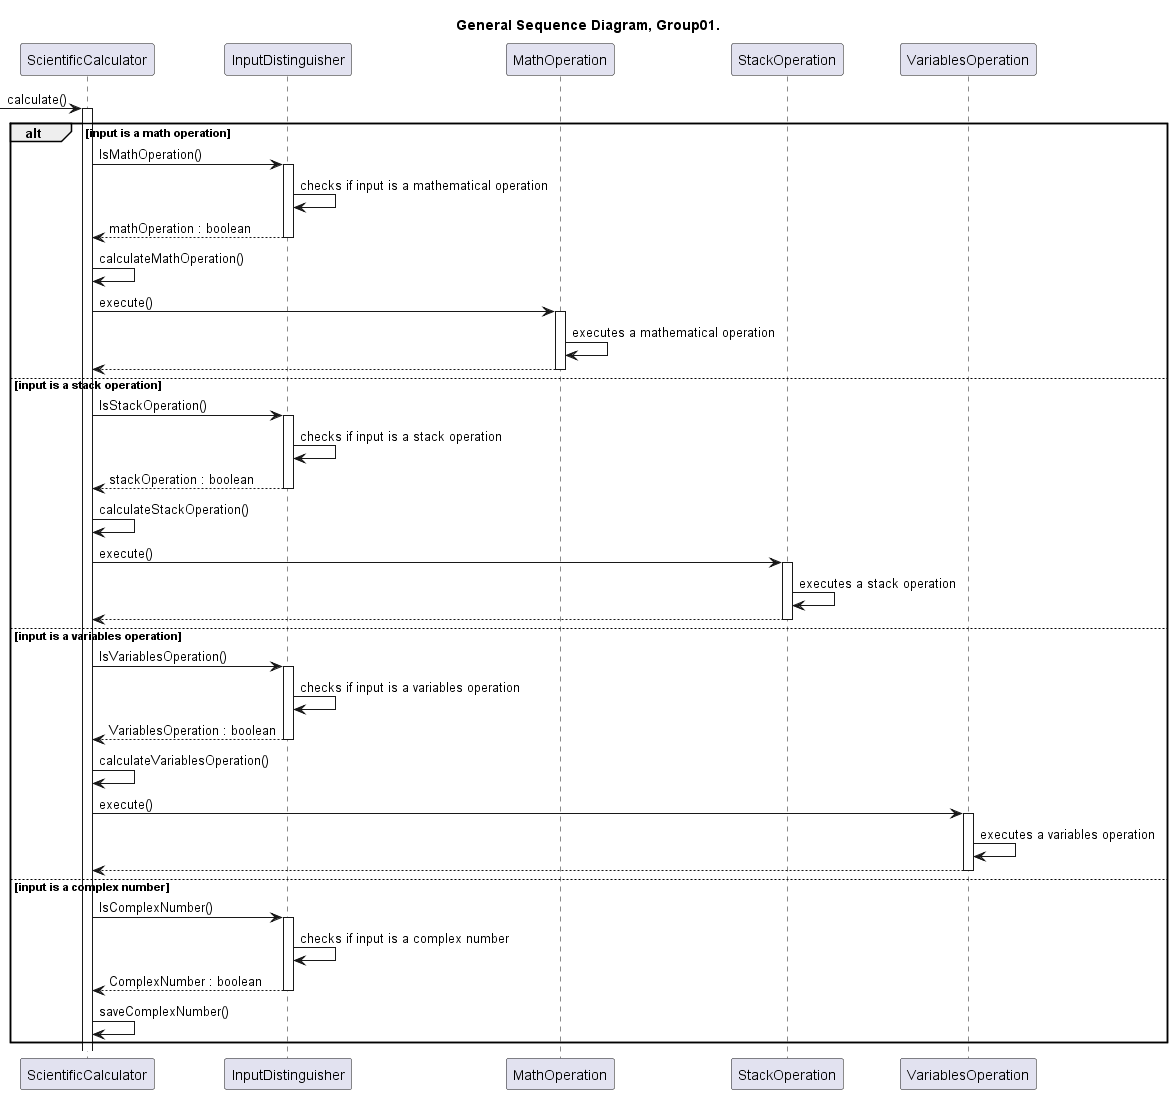 General Sequence Diagram, Group01.
ScientificCalculator InputDistinguisher MathOperation StackOperation VariablesOperation
calculate()
alt [input is a math operation]
IsMathOperation()
checks if input is a mathematical operation
mathOperation : boolean
calculateMathOperation()
execute()
executes a mathematical operation
[input is a stack operation]
IsStackOperation()
checks if input is a stack operation
stackOperation : boolean
calculateStackOperation()
execute()
executes a stack operation
[input is a variables operation]
IsVariablesOperation()
checks if input is a variables operation
VariablesOperation : boolean
calculateVariablesOperation()
execute()
executes a variables operation
[input is a complex number]
IsComplexNumber()
checks if input is a complex number
ComplexNumber : boolean
saveComplexNumber()
ScientificCalculator InputDistinguisher MathOperation StackOperation VariablesOperation